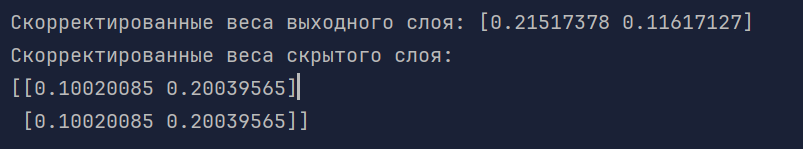 Скорректированные веса выходного слоя: [0.21517378 0.11617127]
Скорректированные веса скрытого слоя:
[[0.10020085 0.20039565]
 [0.10020085 0.20039565]]